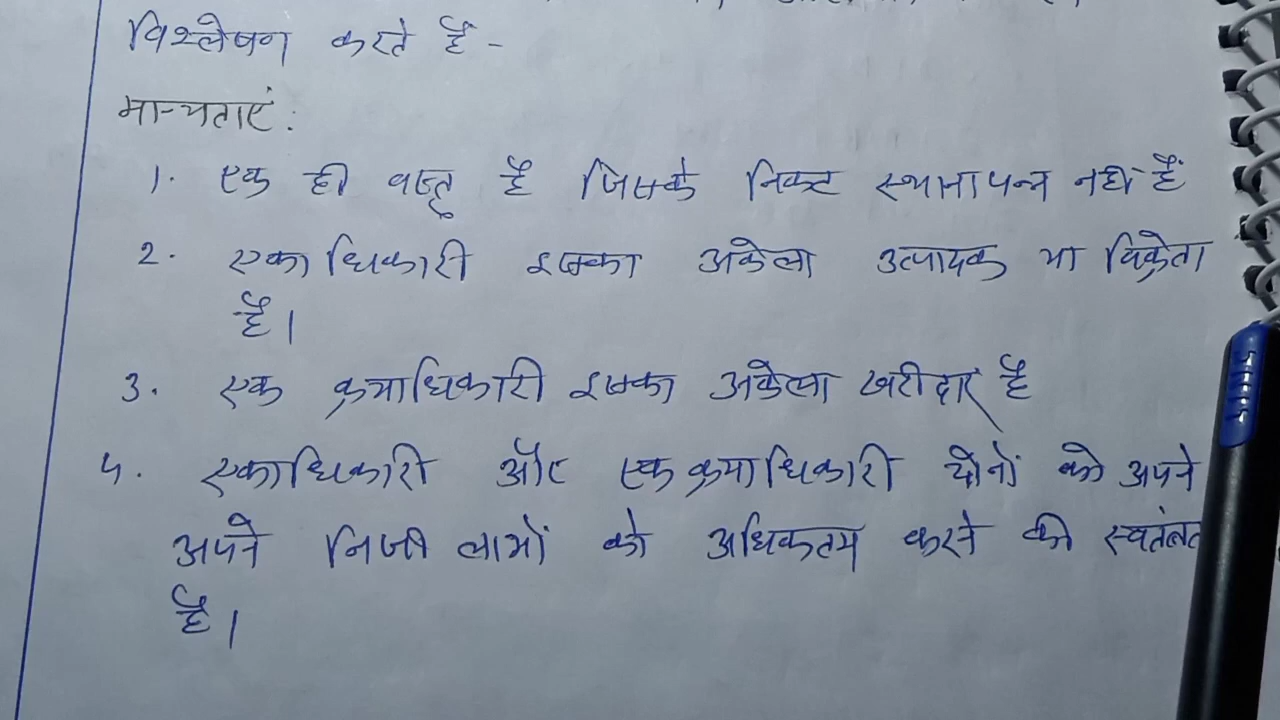 विश्लेषण करते हैं -
मान्यताएं :
1. एक ही वस्तू है जिसके निकट स्थानापन्न नहीं हैं
2. एकाधिकारी इसका अकेला उत्पादक या विक्रेता
है।
3. एक क्रयाधिकारी इसका अकेला खरीदार है
4. एकाधिकारी और एक क्रयाधिकारी दोनों को अपने
अपने निजी लाभों को अधिकतम करने की
है।